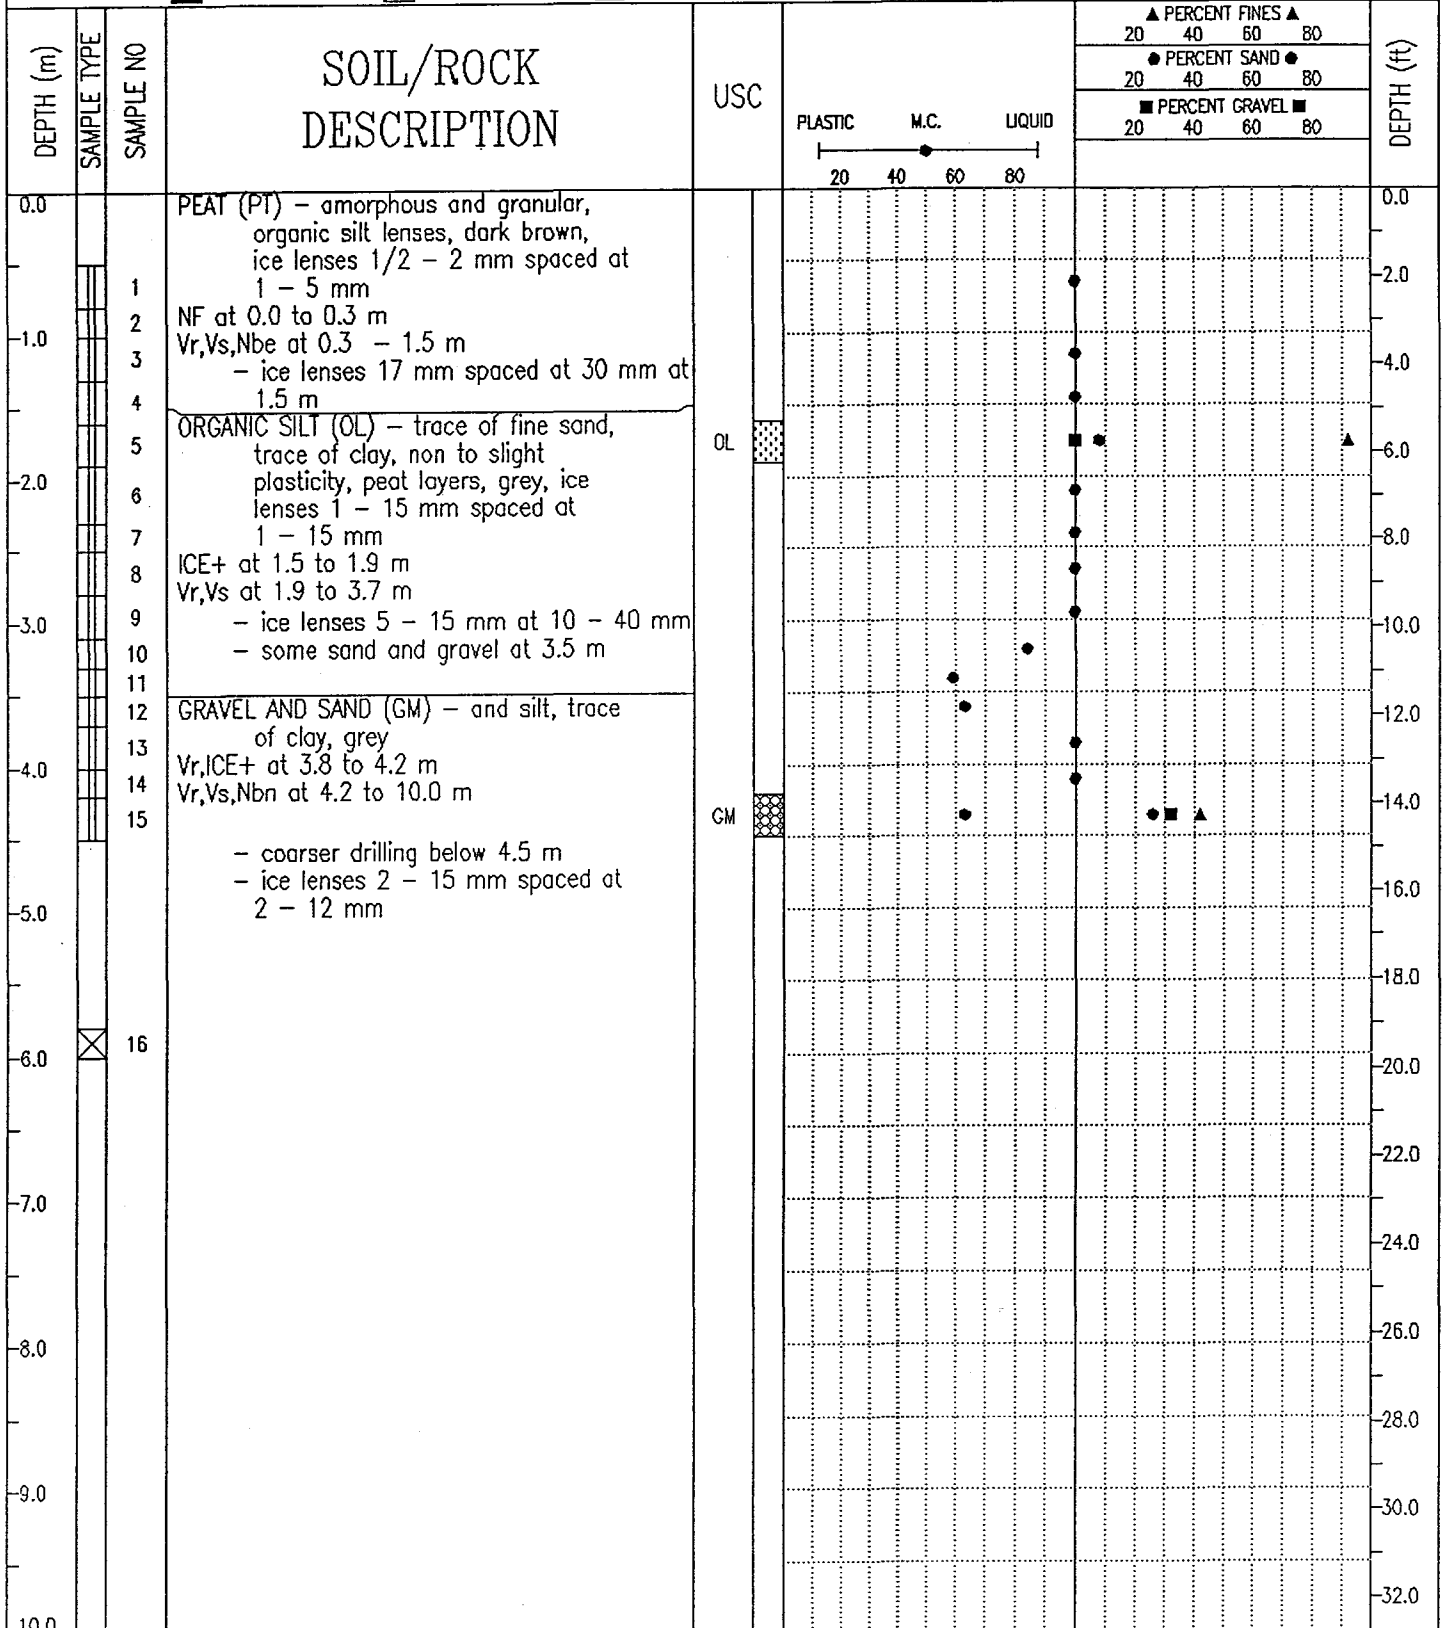 DEPTH (m)
SAMPLE TYPE
SAMPLE NO
SOIL/ROCK
DESCRIPTION
USC
PLASTIC M.C. LIQUID
20 40 60 80
▲ PERCENT FINES ▲
20 40 60 80
● PERCENT SAND ●
20 40 60 80
■ PERCENT GRAVEL ■
20 40 60 80
DEPTH (ft)
0.0
-1.0
-2.0
-3.0
-4.0
-5.0
-6.0
-7.0
-8.0
-9.0
10.0
1
2
3
4
5
6
7
8
9
10
11
12
13
14
15
16
PEAT (PT) – amorphous and granular,
organic silt lenses, dark brown,
ice lenses 1/2 – 2 mm spaced at
1 – 5 mm
NF at 0.0 to 0.3 m
Vr,Vs,Nbe at 0.3 – 1.5 m
– ice lenses 17 mm spaced at 30 mm at
1.5 m
ORGANIC SILT (OL) – trace of fine sand,
trace of clay, non to slight
plasticity, peat layers, grey, ice
lenses 1 – 15 mm spaced at
1 – 15 mm
ICE+ at 1.5 to 1.9 m
Vr,Vs at 1.9 to 3.7 m
– ice lenses 5 – 15 mm at 10 – 40 mm
– some sand and gravel at 3.5 m
GRAVEL AND SAND (GM) – and silt, trace
of clay, grey
Vr,ICE+ at 3.8 to 4.2 m
Vr,Vs,Nbn at 4.2 to 10.0 m
– coarser drilling below 4.5 m
– ice lenses 2 – 15 mm spaced at
2 – 12 mm
OL
GM
0.0
-2.0
-4.0
-6.0
-8.0
-10.0
-12.0
-14.0
-16.0
-18.0
-20.0
-22.0
-24.0
-26.0
-28.0
-30.0
-32.0